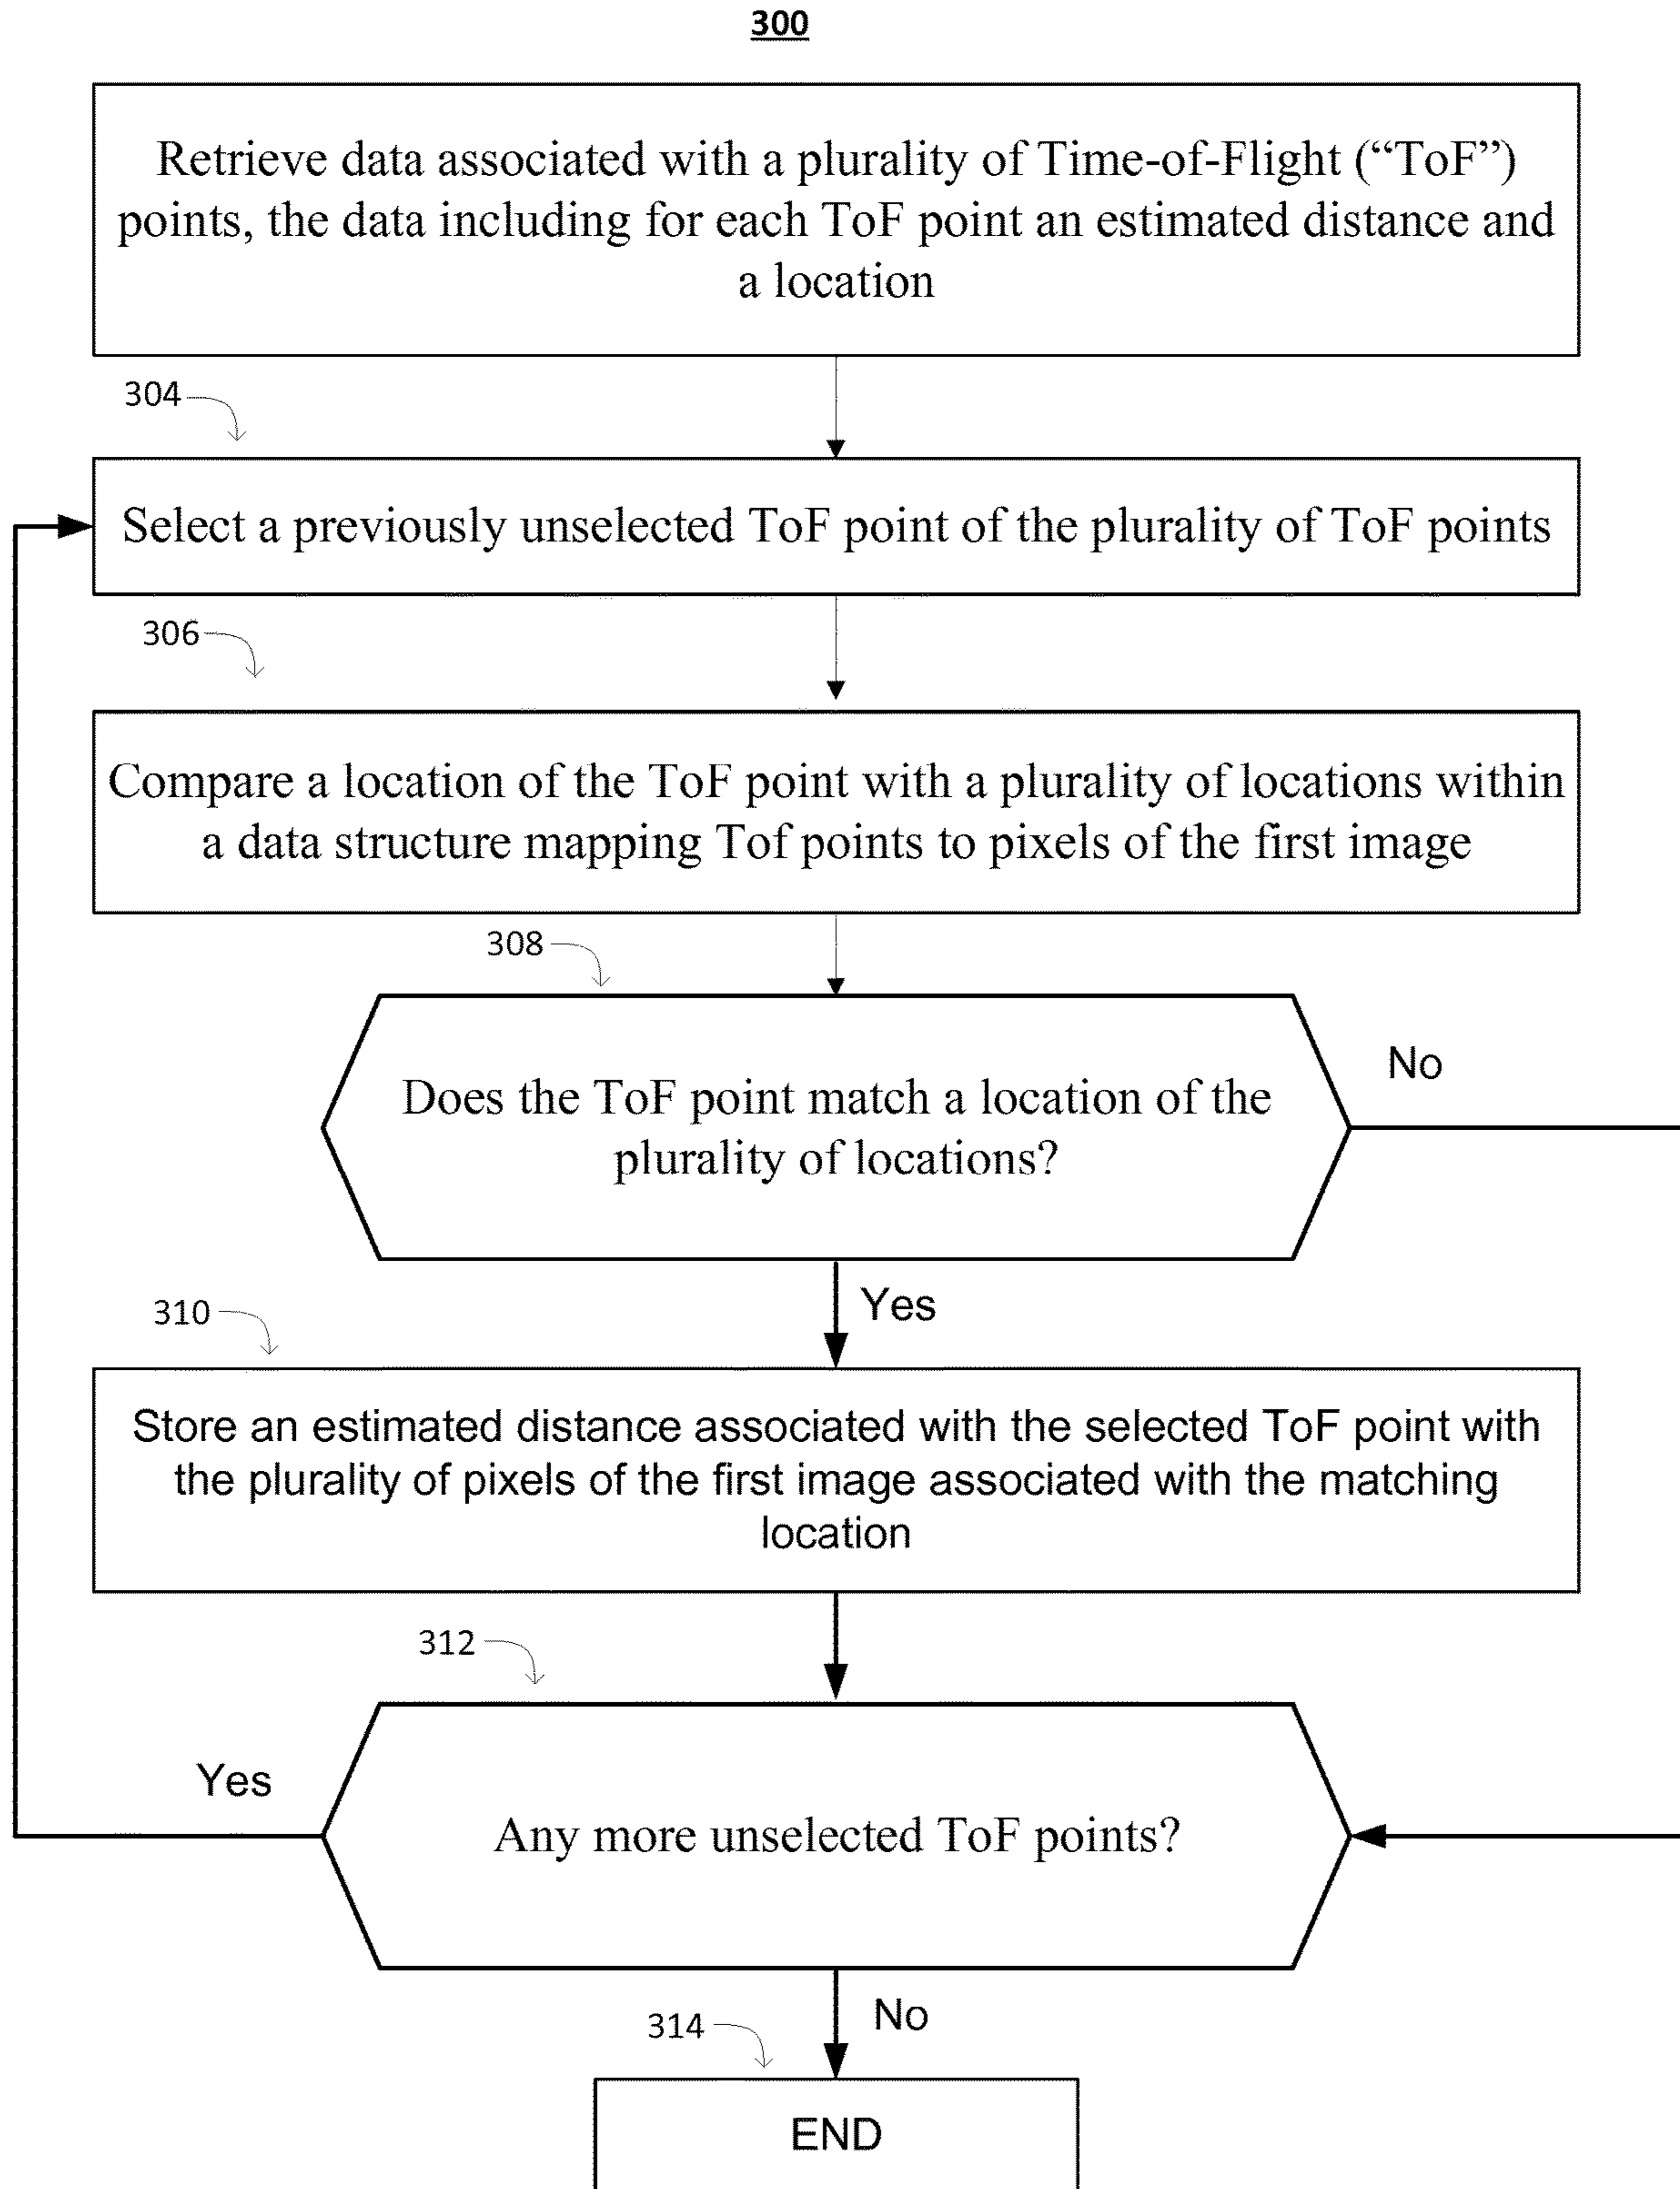 300
Retrieve data associated with a plurality of Time-of-Flight (“ToF”)
points, the data including for each ToF point an estimated distance and
a location
304
Select a previously unselected ToF point of the plurality of ToF points
306
Compare a location of the ToF point with a plurality of locations within
a data structure mapping Tof points to pixels of the first image
308
Does the ToF point match a location of the
plurality of locations?
No
Yes
310
Store an estimated distance associated with the selected ToF point with
the plurality of pixels of the first image associated with the matching
location
312
Yes
Any more unselected ToF points?
No
314
END